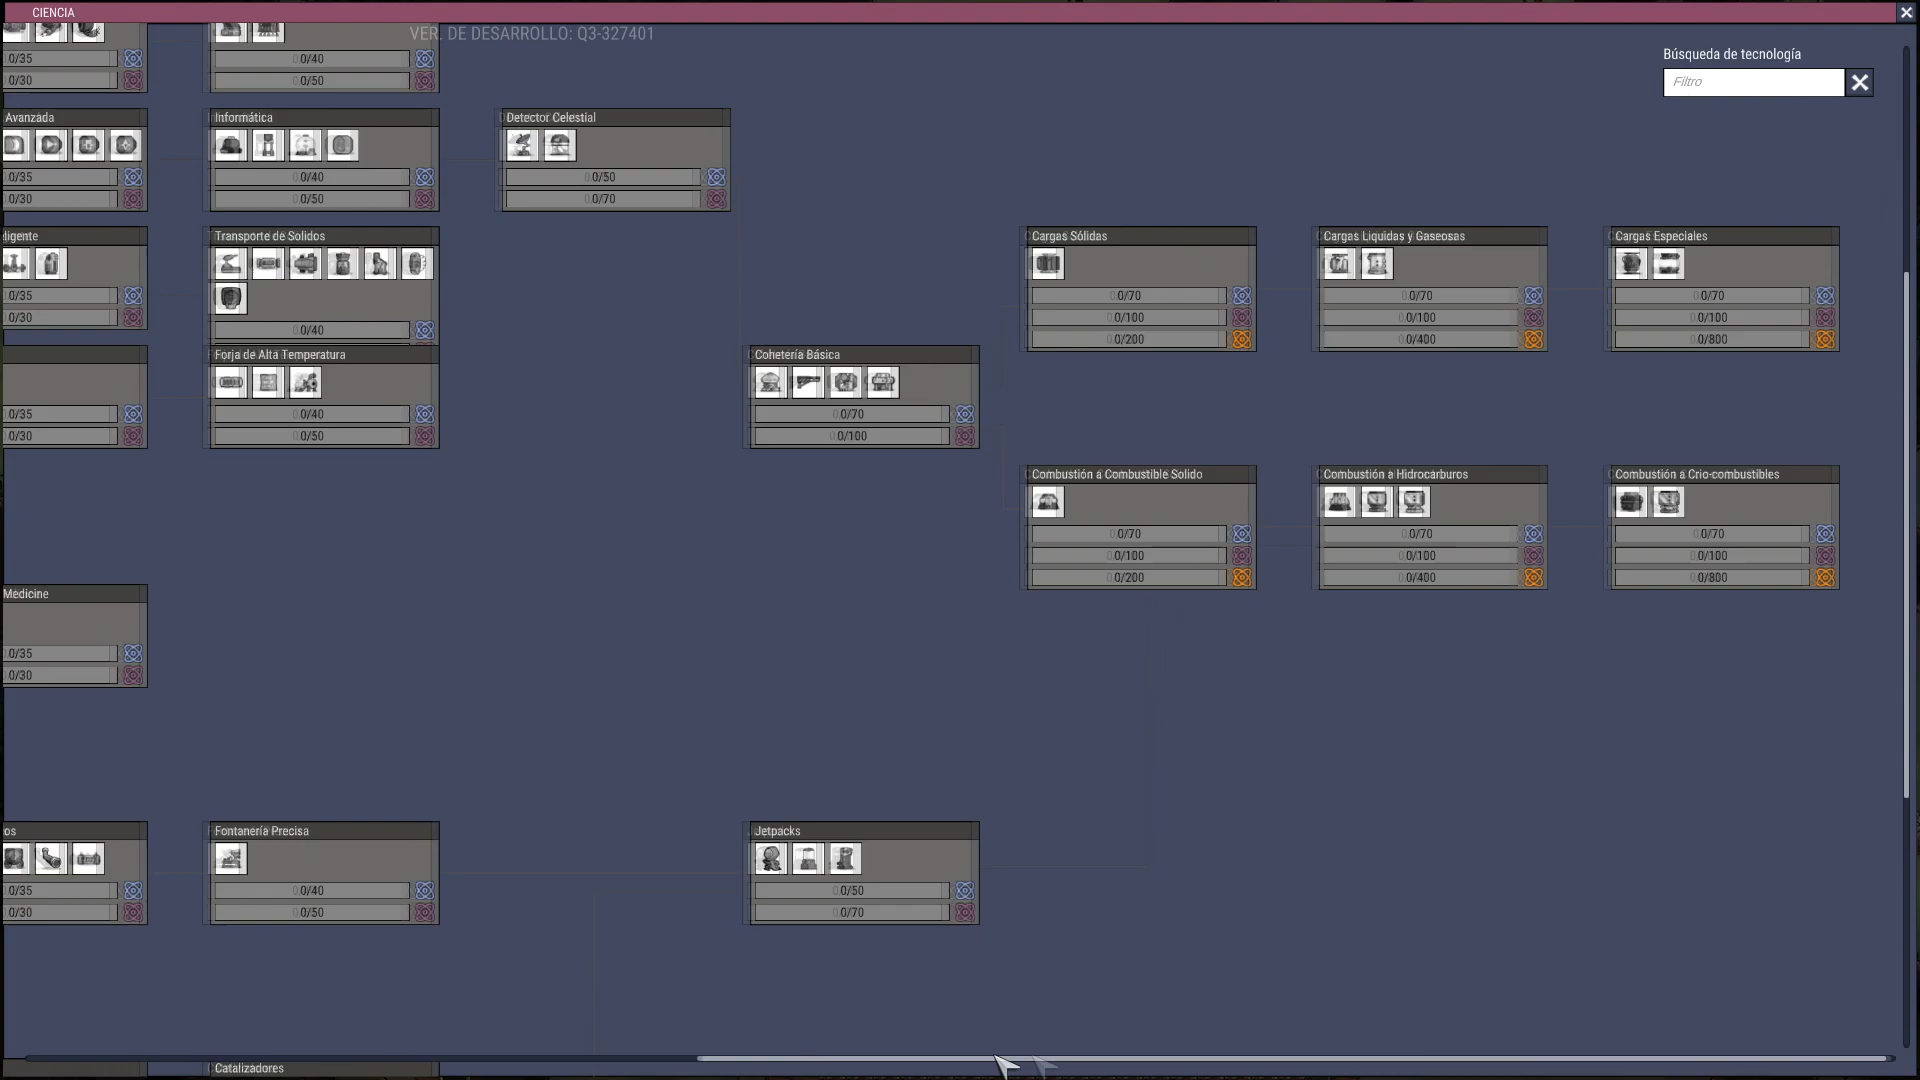 CIENCIA
VER. DE DESARROLLO: Q3-327401
Búsqueda de tecnología
Filtro
0/35
0/30
0/40
0/50
Avanzada
0/35
0/30
Informática
0/40
0/50
Detector Celestial
0/50
0/70
eligente
0/35
0/30
Transporte de Solidos
0/40
Cargas Sólidas
0/70
0/100
0/200
Cargas Liquidas y Gaseosas
0/70
0/100
0/400
Cargas Especiales
0/70
0/100
0/800
0/35
0/30
Forja de Alta Temperatura
0/40
0/50
Cohetería Básica
0/70
0/100
Combustión a Combustible Solido
0/70
0/100
0/200
Combustión a Hidrocarburos
0/70
0/100
0/400
Combustión a Crio-combustibles
0/70
0/100
0/800
Medicine
0/35
0/30
os
0/35
0/30
Fontanería Precisa
0/40
0/50
Jetpacks
0/50
0/70
Catalizadores